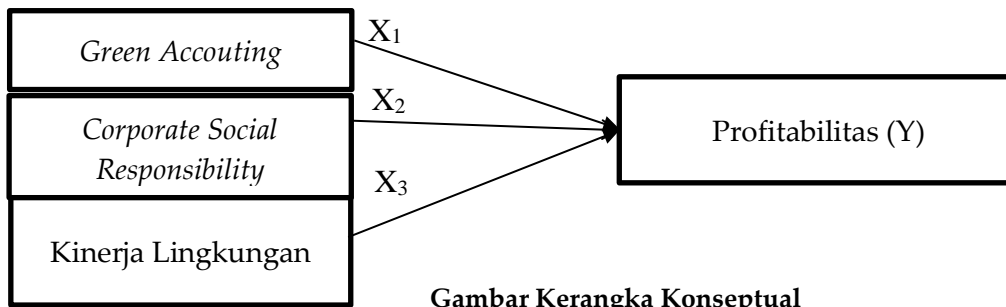 Green Accouting
X₁
X₂
Corporate Social
Responsibility
Profitabilitas (Y)
X₃
Kinerja Lingkungan
Gambar Kerangka Konseptual